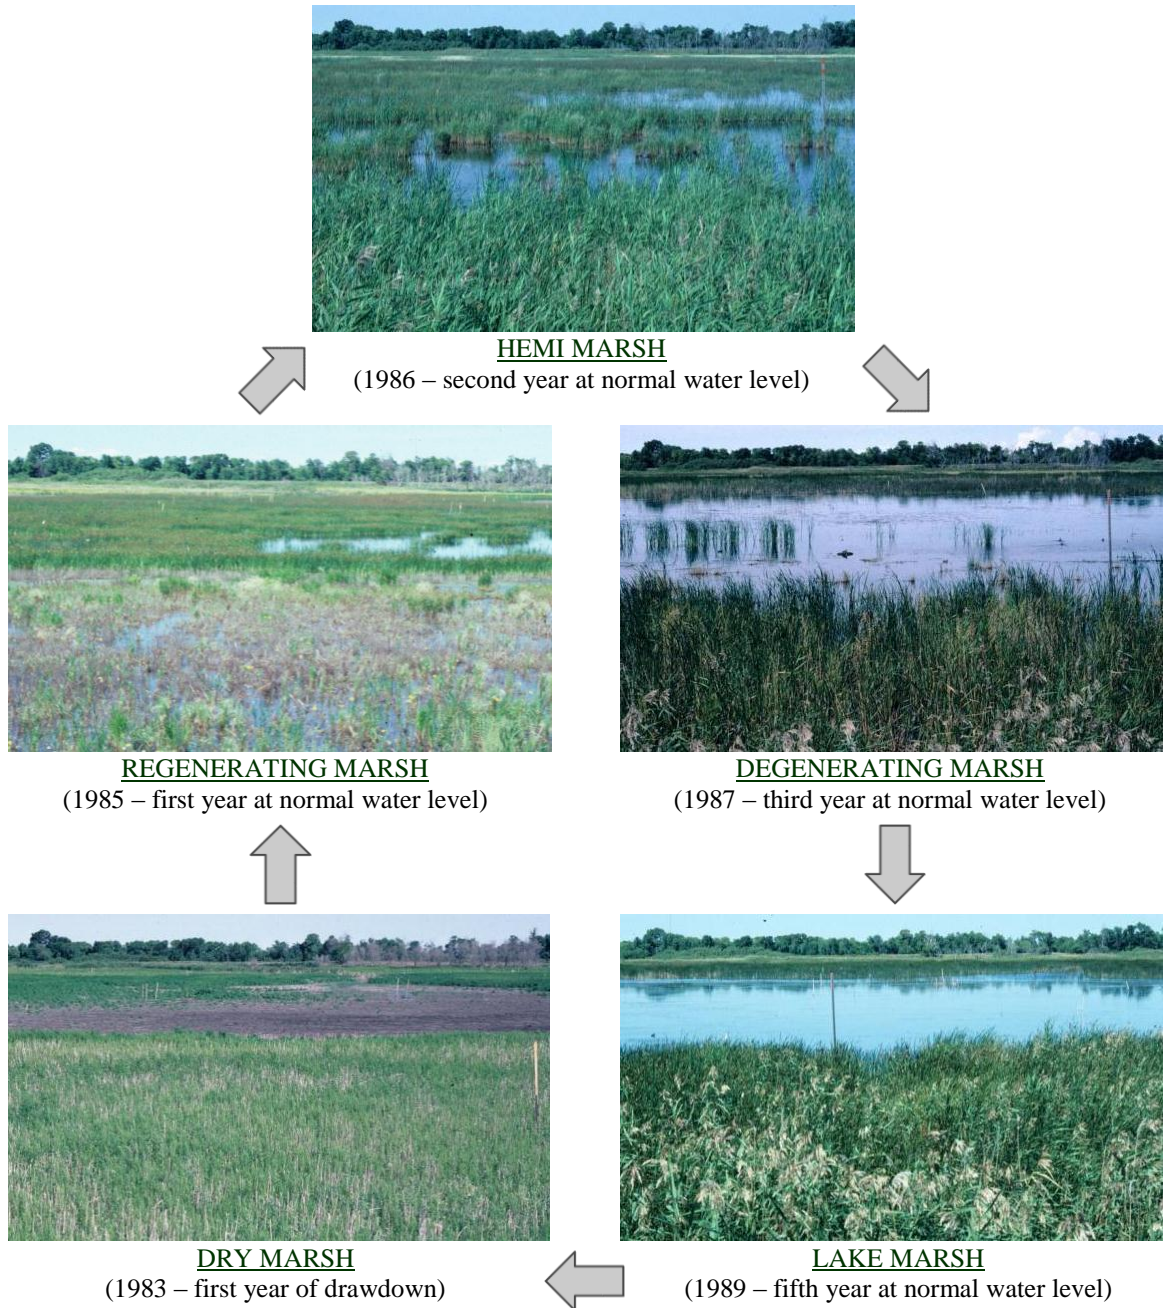 HEMI MARSH
(1986 – second year at normal water level)
REGENERATING MARSH
(1985 – first year at normal water level)
DEGENERATING MARSH
(1987 – third year at normal water level)
DRY MARSH
(1983 – first year of drawdown)
LAKE MARSH
(1989 – fifth year at normal water level)